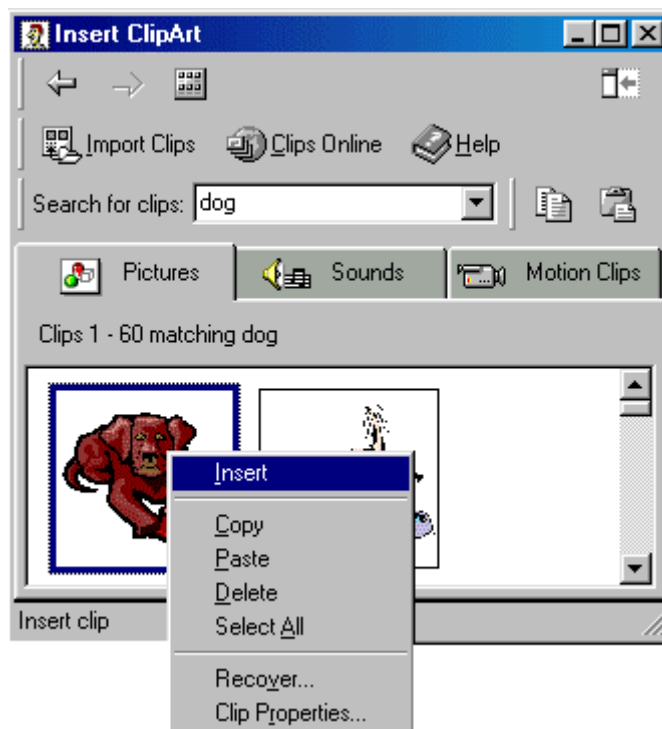 Insert ClipArt
Import Clips Clips Online Help
Search for clips: dog
Pictures Sounds Motion Clips
Clips 1 - 60 matching dog
Insert
Copy
Paste
Delete
Select All
Insert clip
Recover...
Clip Properties...